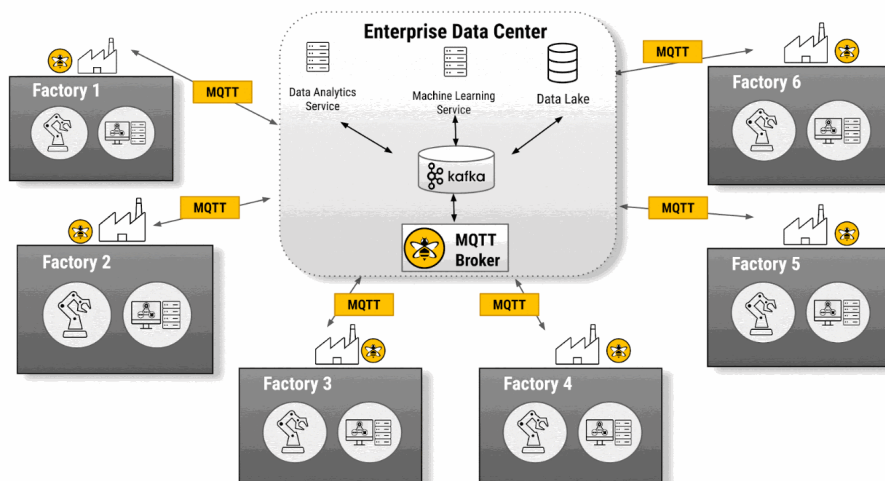 Enterprise Data Center
Data Analytics
Service
Machine Learning
Service
Data Lake
kafka
MQTT
Broker
Factory 1
MQTT
Factory 2
MQTT
Factory 3
MQTT
Factory 4
MQTT
Factory 5
MQTT
Factory 6
MQTT